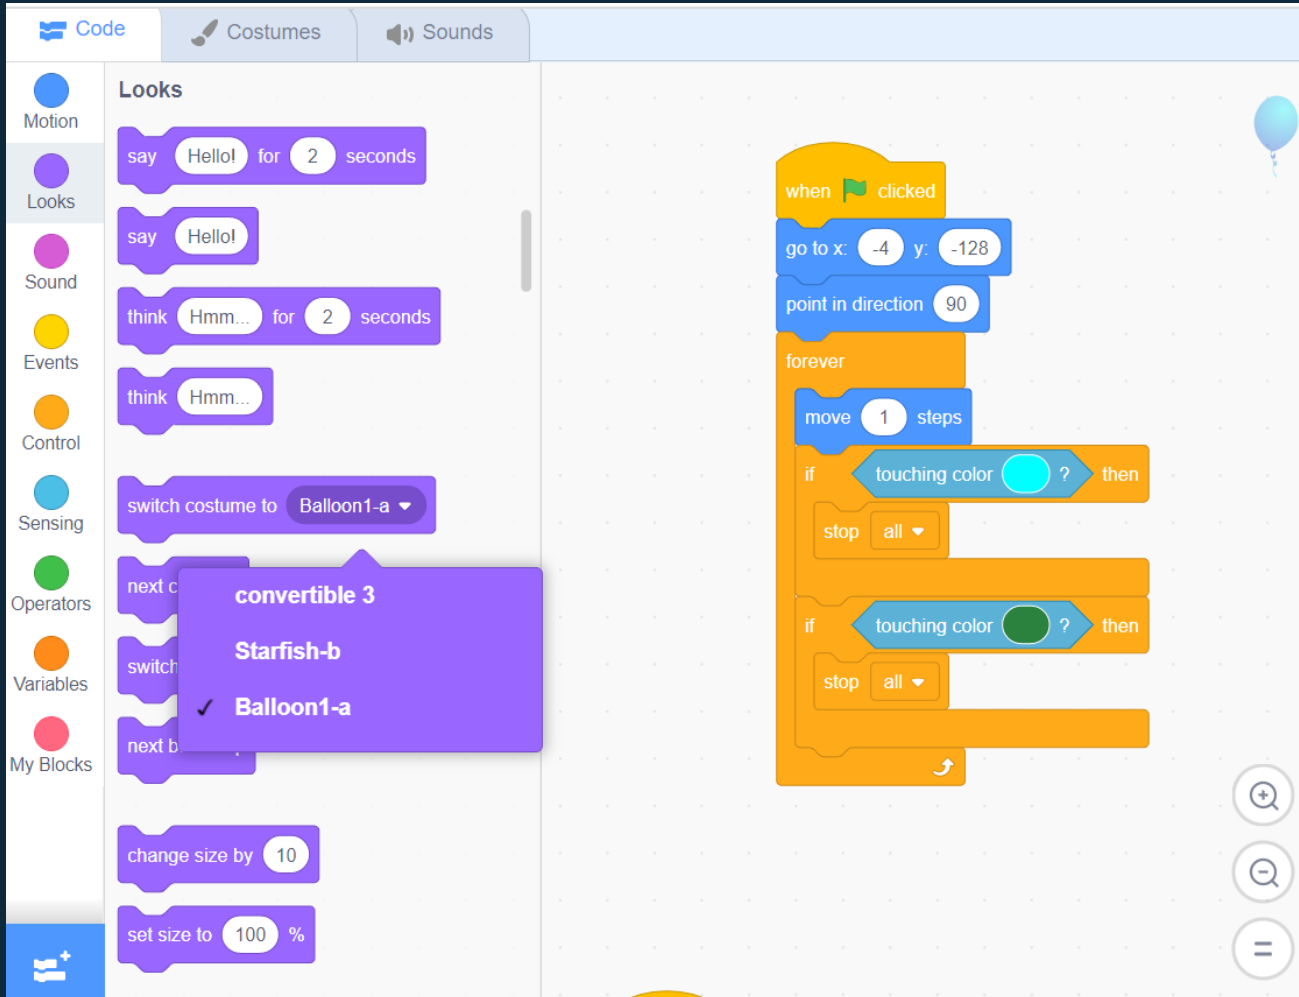 Code
Costumes
Sounds
Motion
Looks
Sound
Events
Control
Sensing
Operators
Variables
My Blocks
Looks
say Hello! for 2 seconds
say Hello!
think Hmm... for 2 seconds
think Hmm...
switch costume to Balloon1-a
next c
convertible 3
Starfish-b
switch
✓ Balloon1-a
next b
change size by 10
set size to 100 %
when clicked
go to x: -4 y: -128
point in direction 90
forever
move 1 steps
if touching color ? then
stop all
if touching color ? then
stop all